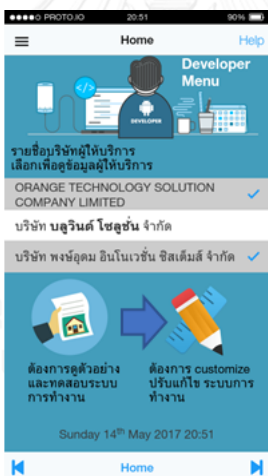 PROTO.IO 20:51 90%
Home Help
Developer
Menu
DEVELOPER
รายชื่อบริษัทผู้ให้บริการ
เลือกเพื่อดูข้อมูลผู้ให้บริการ
ORANGE TECHNOLOGY SOLUTION
COMPANY LIMITED
บริษัท บลูวินด์ โซลูชั่น จำกัด
บริษัท พงษ์อุดม อินโนเวชั่น ซิสเต็มส์ จำกัด
ต้องการดูตัวอย่าง
และทดสอบระบบ
การทำงาน
ต้องการ customize
ปรับแก้ไข ระบบการ
ทำงาน
Sunday 14th May 2017 20:51
Home